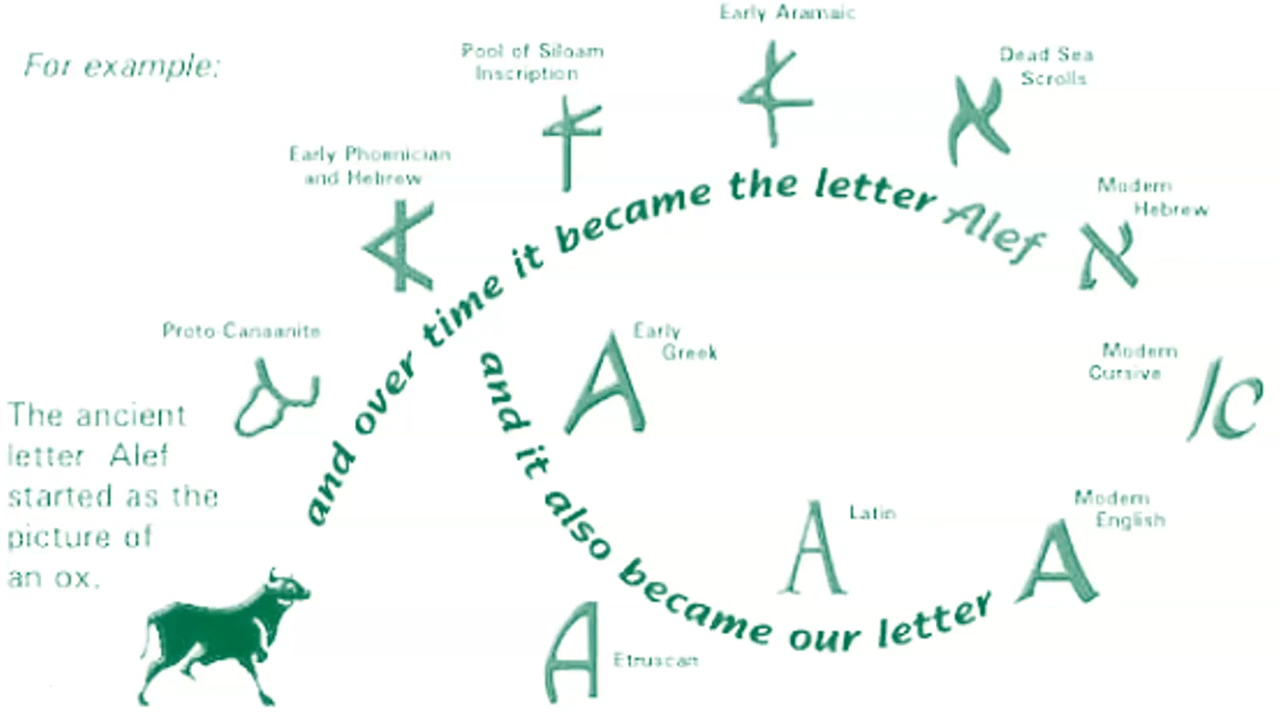 For example:
The ancient
letter Alef
started as the
picture of
an ox.
Proto-Canaanite
Early Phoenician
and Hebrew
Pool of Siloam
Inscription
Early Aramaic
Dead Sea
Scrolls
Modern
Hebrew
א
Modern
Cursive
and over time it became the letter Alef
Early
Greek
A
Etruscan
A
Latin
A
Modern
English
A
and it also became our letter